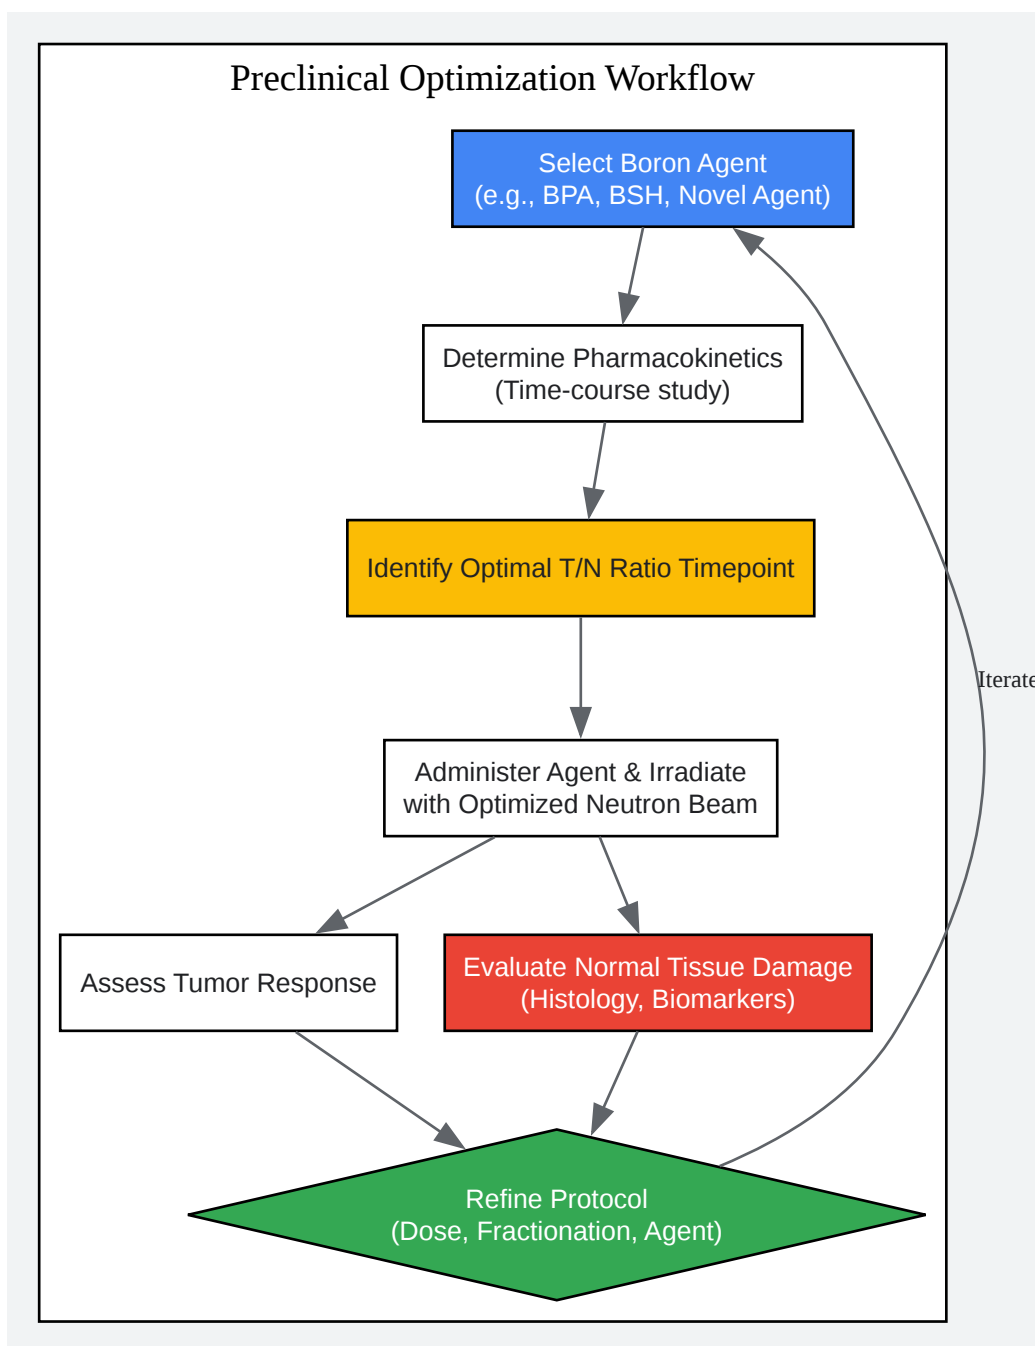 Preclinical Optimization Workflow
Select Boron Agent
(e.g., BPA, BSH, Novel Agent)
Determine Pharmacokinetics
(Time-course study)
Identify Optimal T/N Ratio Timepoint
Iterate
Administer Agent & Irradiate
with Optimized Neutron Beam
Assess Tumor Response
Evaluate Normal Tissue Damage
(Histology, Biomarkers)
Refine Protocol
(Dose, Fractionation, Agent)